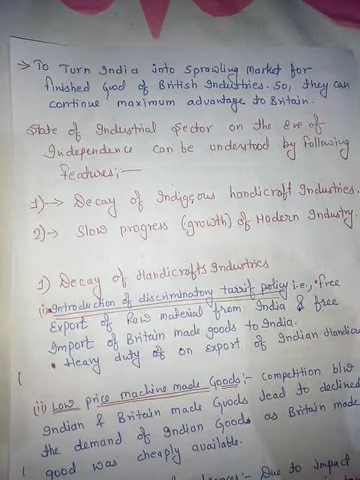 → To Turn India into Sprawling Market for
finished Good of British Industries. So, they can
continue maximum advantage to Britain.
State of Industrial Sector on the Eve of
Independence can be understood by following
features:—
1)→ Decay of Indigeous handicraft Industries.
2)→ Slow progress (growth) of Modern Industry.
1) Decay of Handicrafts Industries
(i) Introduction of discriminatory tarrif policy i.e., • free
Export of Raw material from India & free
Import of Britain made goods to India.
• Heavy duty of on export of Indian Handicra
(ii) Low price machine made Goods:- Competition b/w
Indian & Britain made Goods lead to declined
the demand of Indian Goods as Britain made
good was cheaply available.
:- Due to impact